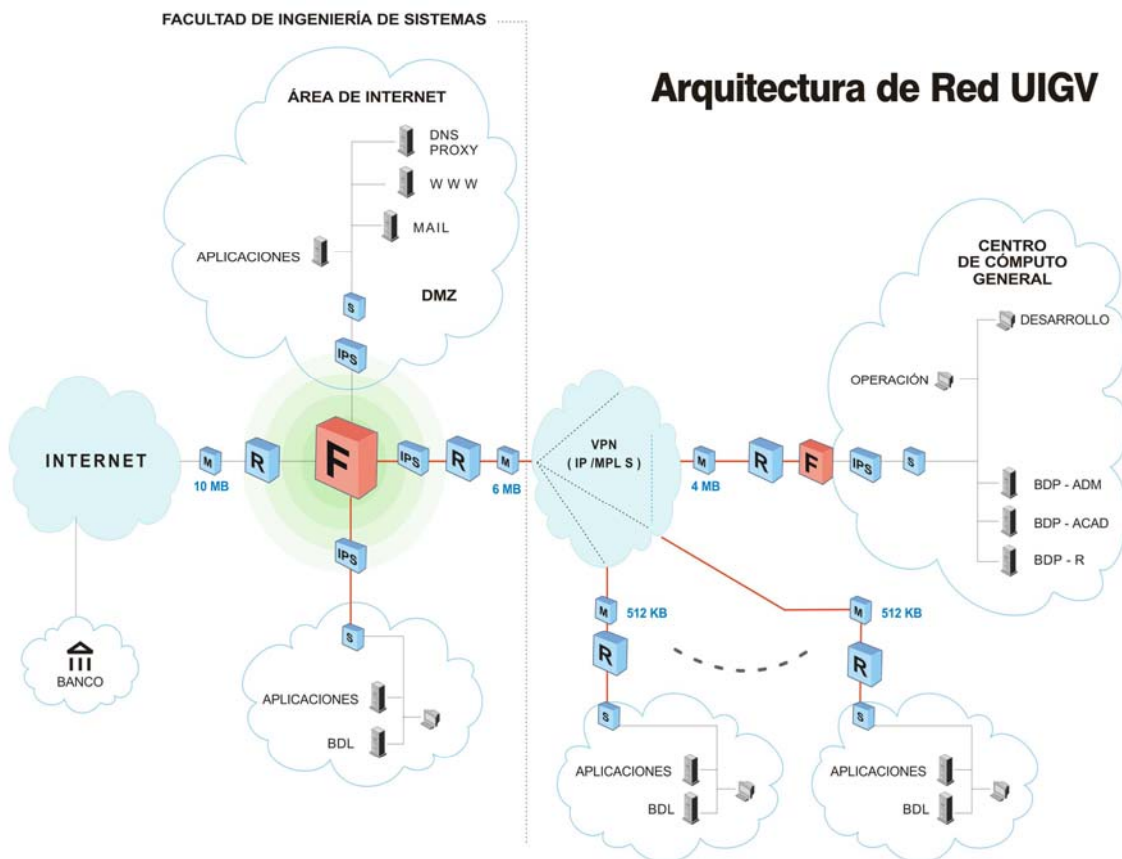 FACULTAD DE INGENIERÍA DE SISTEMAS
Arquitectura de Red UIGV
ÁREA DE INTERNET
DNS
PROXY
W W W
MAIL
APLICACIONES
DMZ
S
IPS
CENTRO
DE CÓMPUTO
GENERAL
DESARROLLO
OPERACIÓN
BDP - ADM
BDP - ACAD
BDP - R
INTERNET
M
10 MB
R
F
IPS
R
M
6 MB
VPN
( IP /MPL S )
M
4 MB
R
F
IPS
S
IPS
BANCO
S
APLICACIONES
BDL
M
512 KB
R
S
APLICACIONES
BDL
M
512 KB
R
S
APLICACIONES
BDL